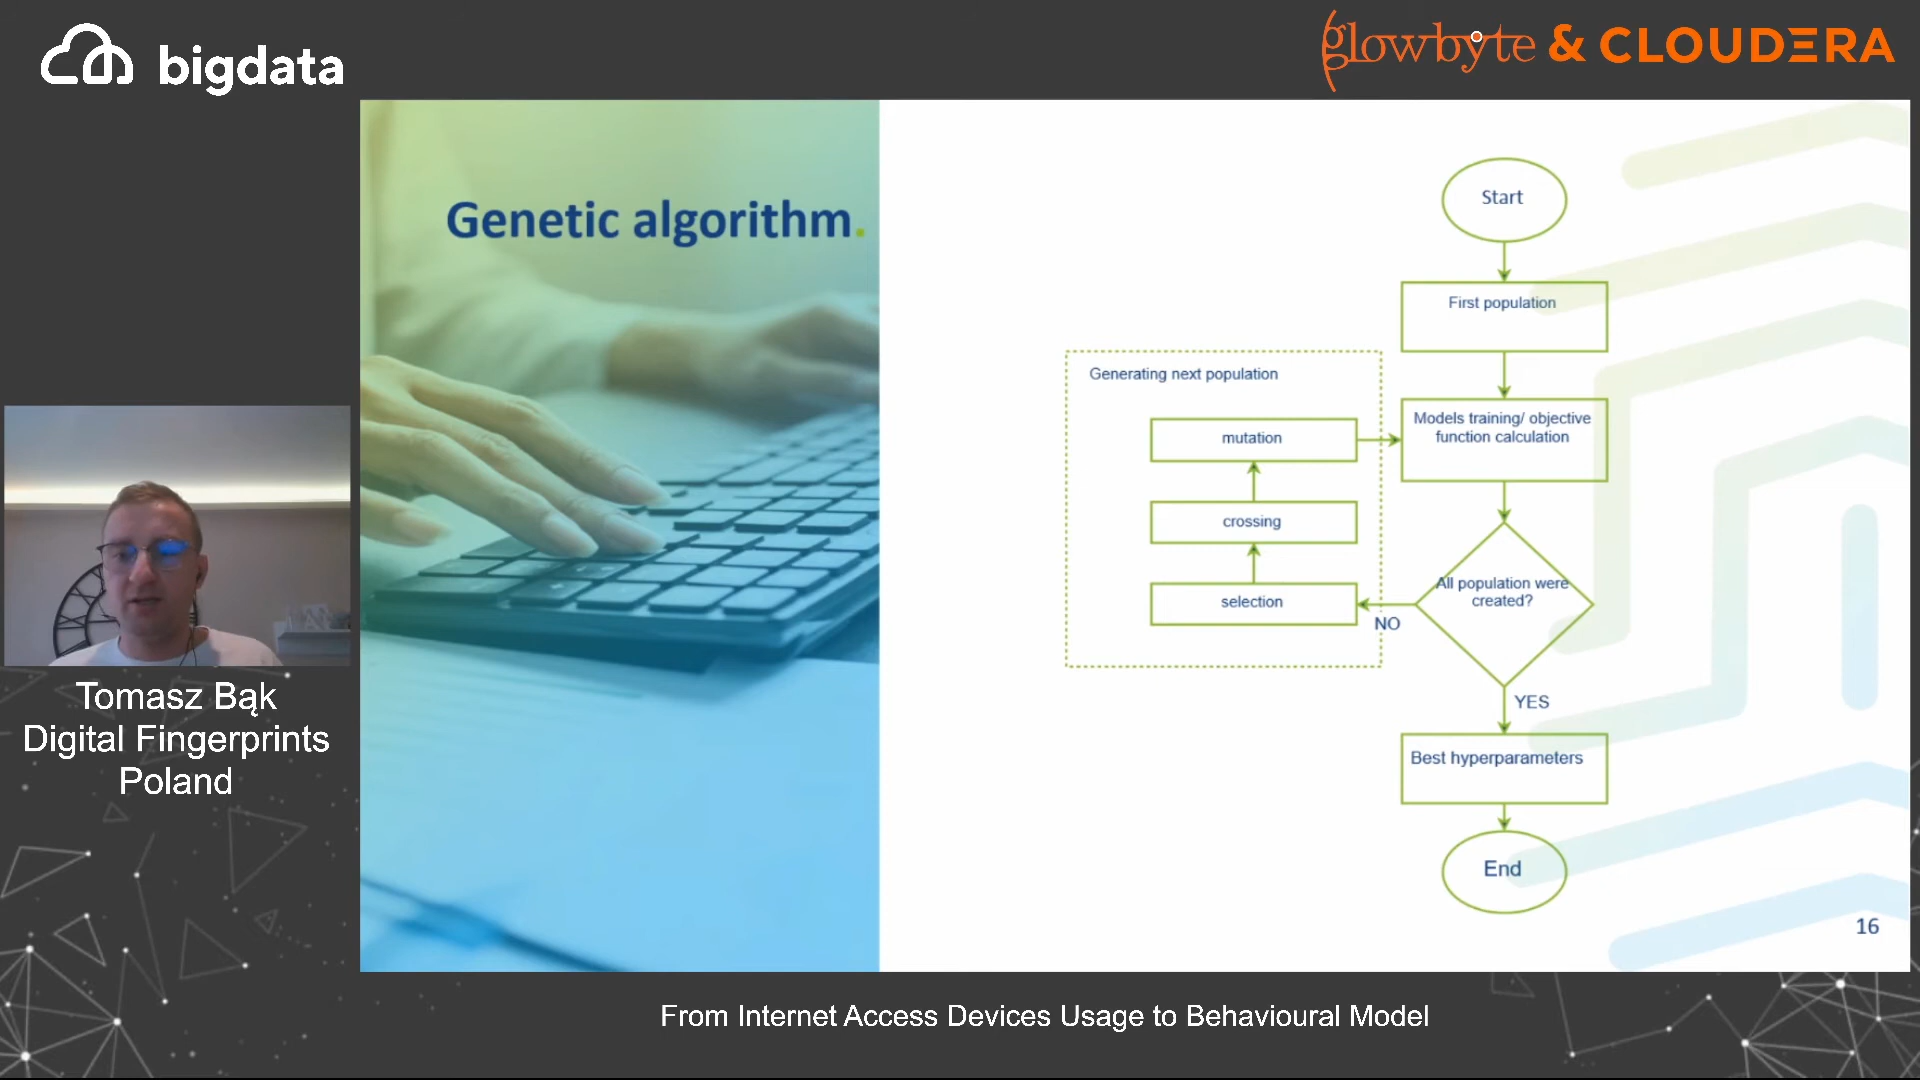 bigdata
glowbyte & CLOUDERA
Genetic algorithm.
Start
First population
Generating next population
mutation
crossing
selection
Models training/ objective
function calculation
All population were
created?
NO
YES
Best hyperparameters
End
16
Tomasz Bąk
Digital Fingerprints
Poland
From Internet Access Devices Usage to Behavioural Model